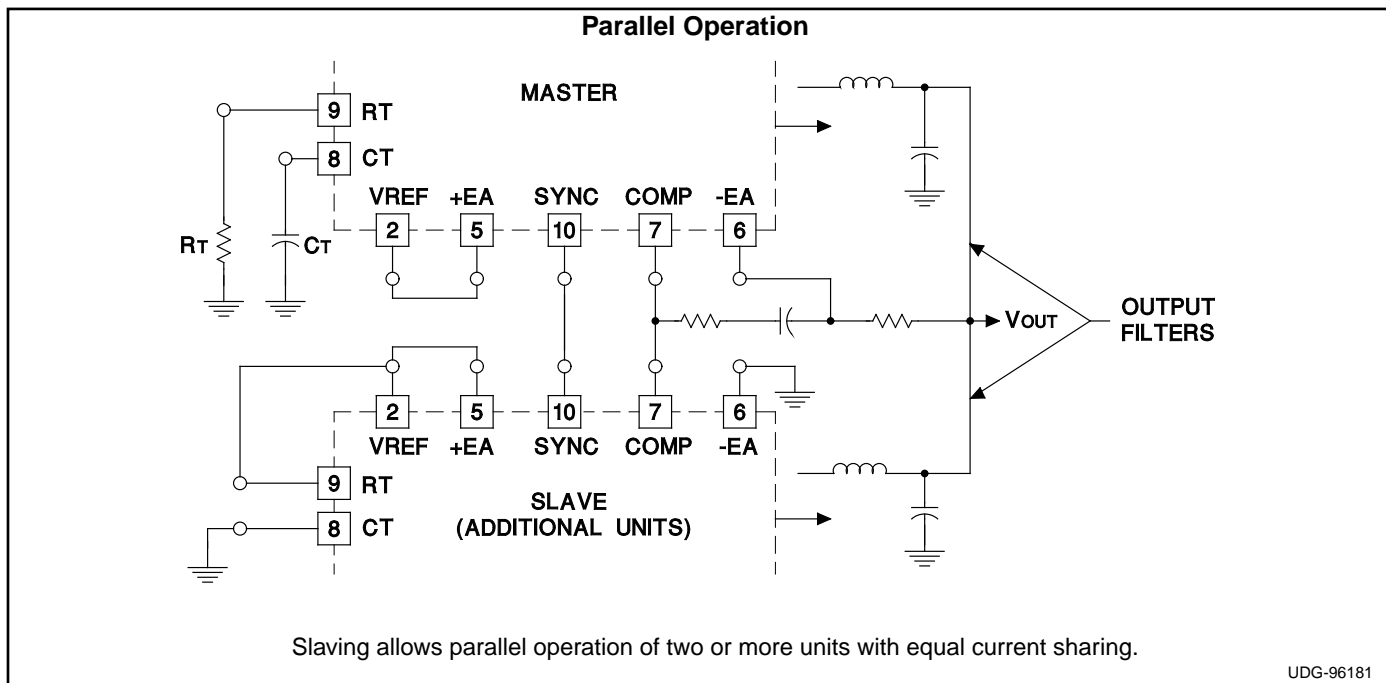 Parallel Operation
MASTER
9 RT
8 CT
VREF +EA SYNC COMP -EA
2 5 10 7 6
RT CT
VOUT
OUTPUT
FILTERS
2 5 10 7 6
VREF +EA SYNC COMP -EA
9 RT
8 CT
SLAVE
(ADDITIONAL UNITS)
Slaving allows parallel operation of two or more units with equal current sharing.
UDG-96181